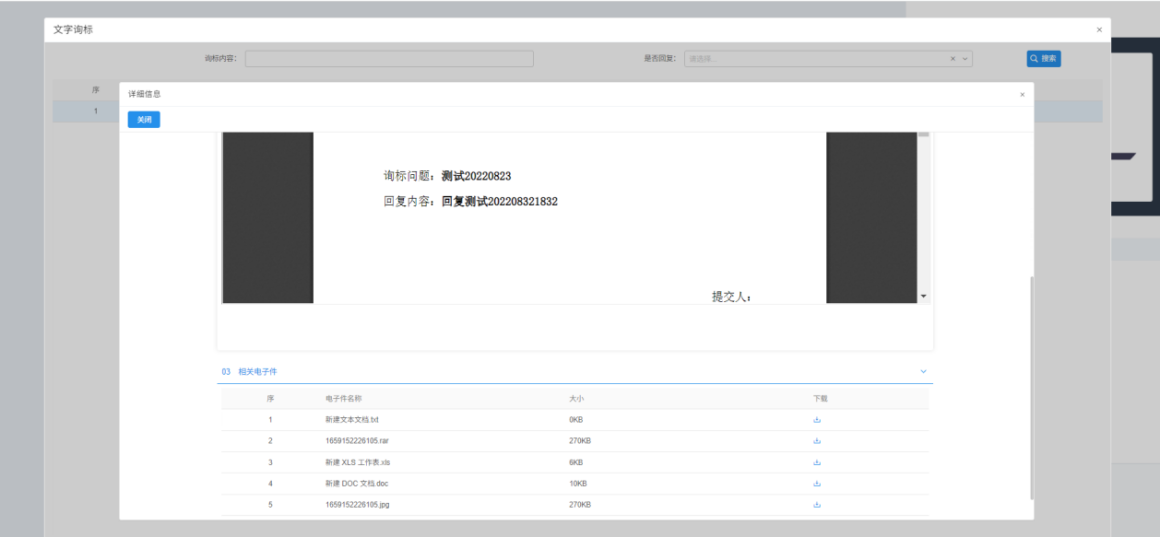 文字询标
×
询标内容：
是否回复： 请选择... × 搜索
序
1
详细信息
×
关闭
询标问题：测试20220823
回复内容：回复测试202208321832
提交人：
03 相关电子件
序 电子件名称 大小 下载
1 新建文本文档.txt 0KB
2 1659152226105.rar 270KB
3 新建 XLS 工作表.xls 6KB
4 新建 DOC 文档.doc 10KB
5 1659152226105.jpg 270KB